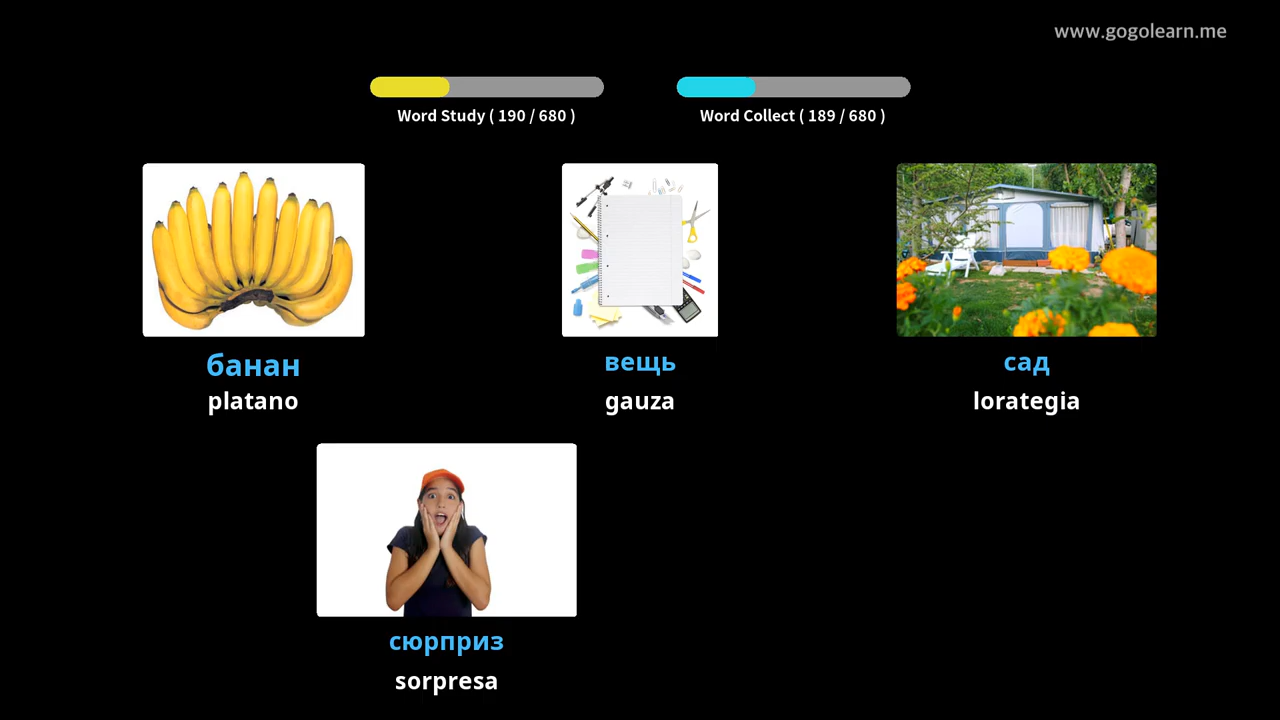 www.gogolearn.me
Word Study ( 190 / 680 )
Word Collect ( 189 / 680 )
банан
platano
вещь
gauza
сад
lorategia
сюрприз
sorpresa